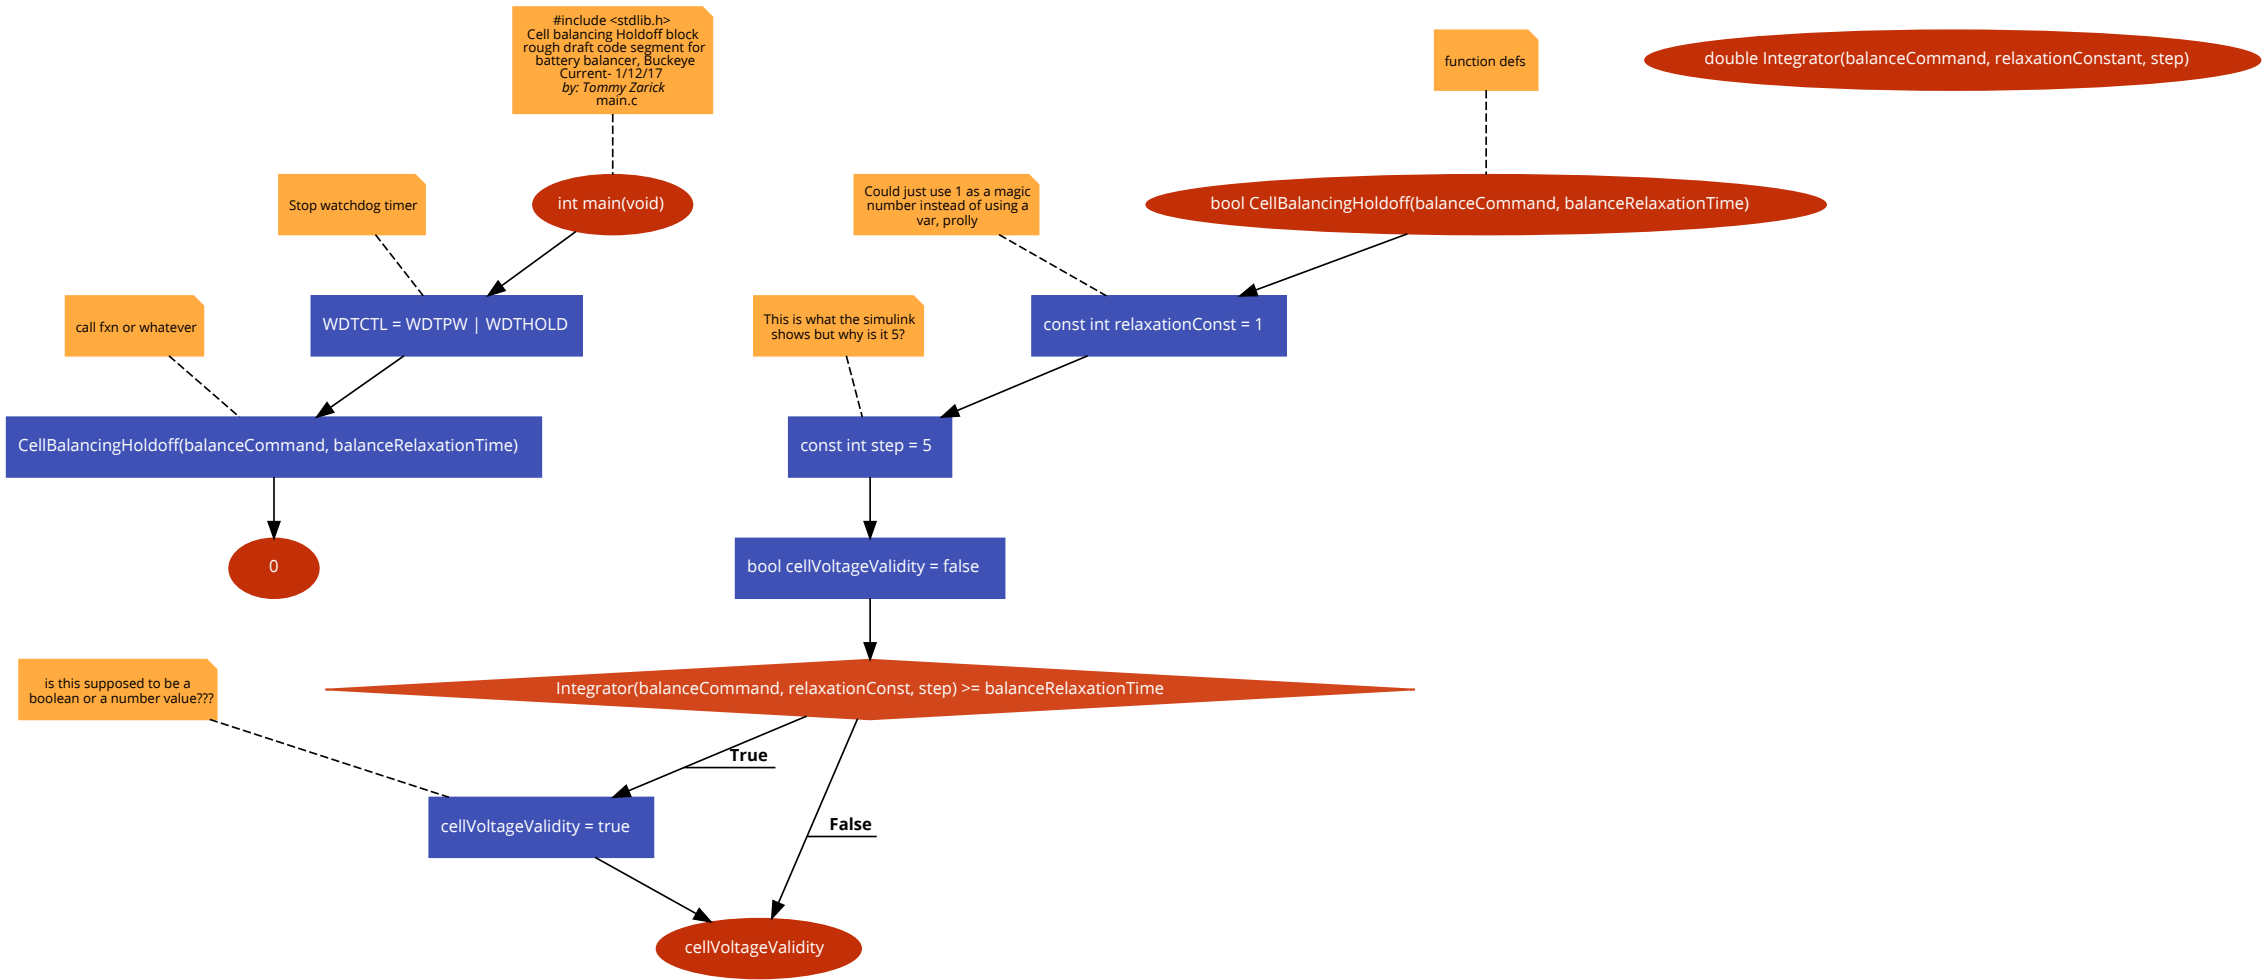 #include <stdlib.h>
Cell balancing Holdoff block
rough draft code segment for
battery balancer, Buckeye
Current- 1/12/17
by: Tommy Zarick
main.c
function defs
double Integrator(balanceCommand, relaxationConstant, step)
Stop watchdog timer
int main(void)
Could just use 1 as a magic
number instead of using a
var, prolly
bool CellBalancingHoldoff(balanceCommand, balanceRelaxationTime)
call fxn or whatever
WDTCTL = WDTPW | WDTHOLD
This is what the simulink
shows but why is it 5?
const int relaxationConst = 1
CellBalancingHoldoff(balanceCommand, balanceRelaxationTime)
const int step = 5
0
bool cellVoltageValidity = false
is this supposed to be a
boolean or a number value???
Integrator(balanceCommand, relaxationConst, step) >= balanceRelaxationTime
True
cellVoltageValidity = true
False
cellVoltageValidity